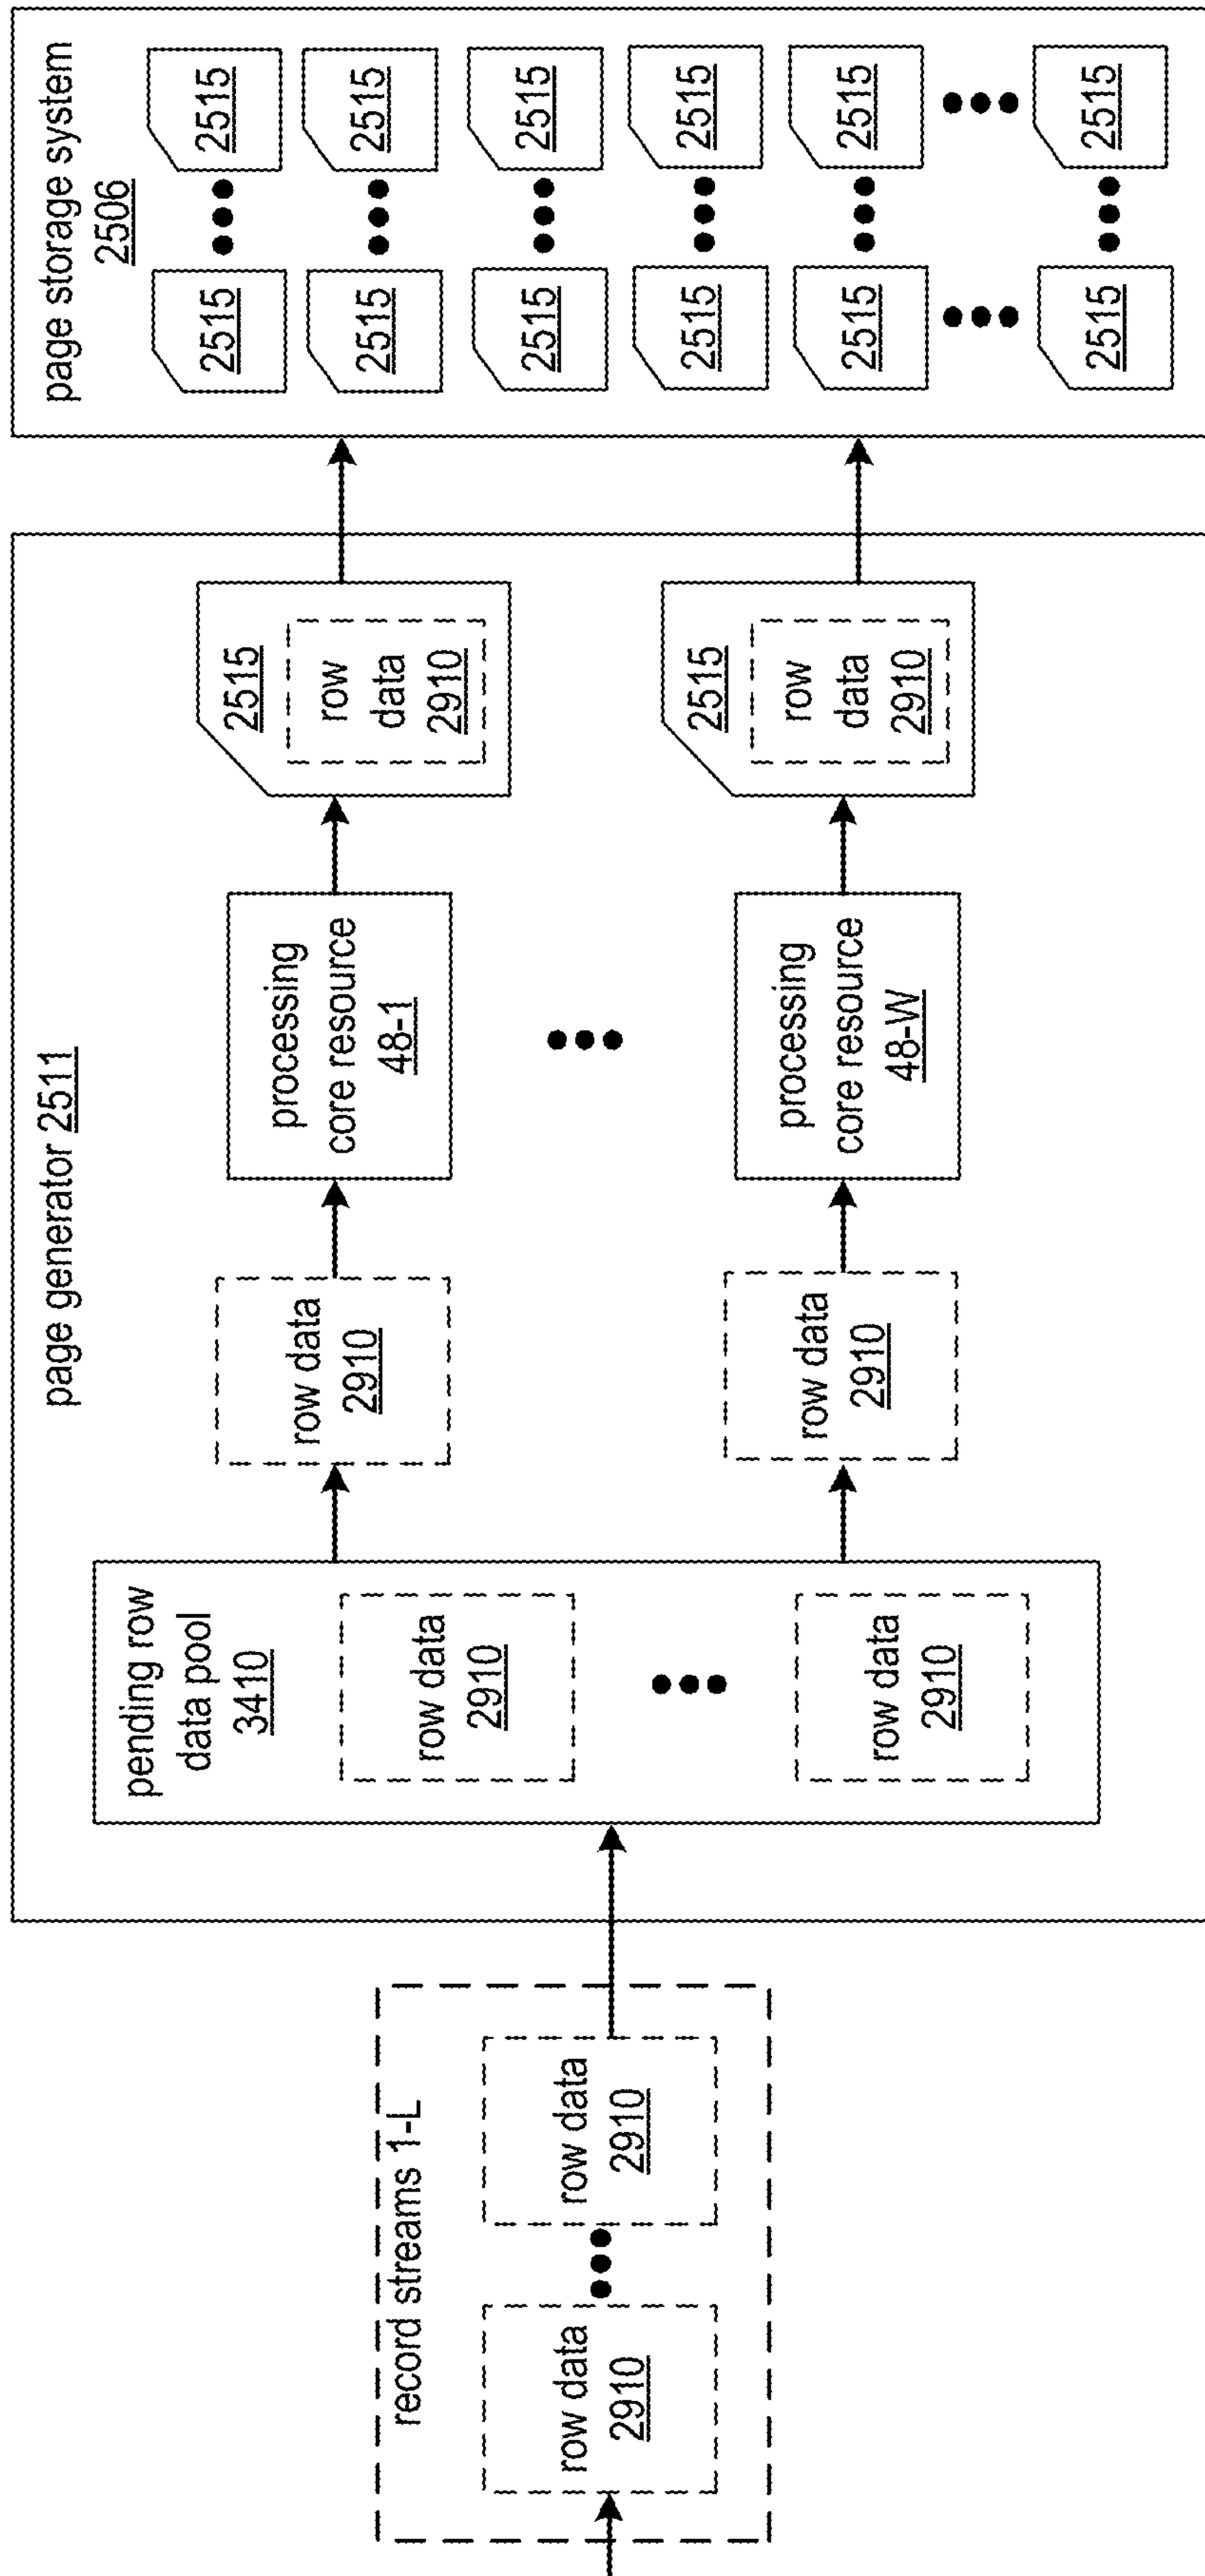 record streams 1-L
row data
2910
row data
2910
page generator 2511
pending row
data pool
3410
row data
2910
row data
2910
row data
2910
row data
2910
processing
core resource
48-1
processing
core resource
48-W
2515
row
data
2910
2515
row
data
2910
page storage system
2506
2515
2515
2515
2515
2515
2515
2515
2515
2515
2515
2515
2515